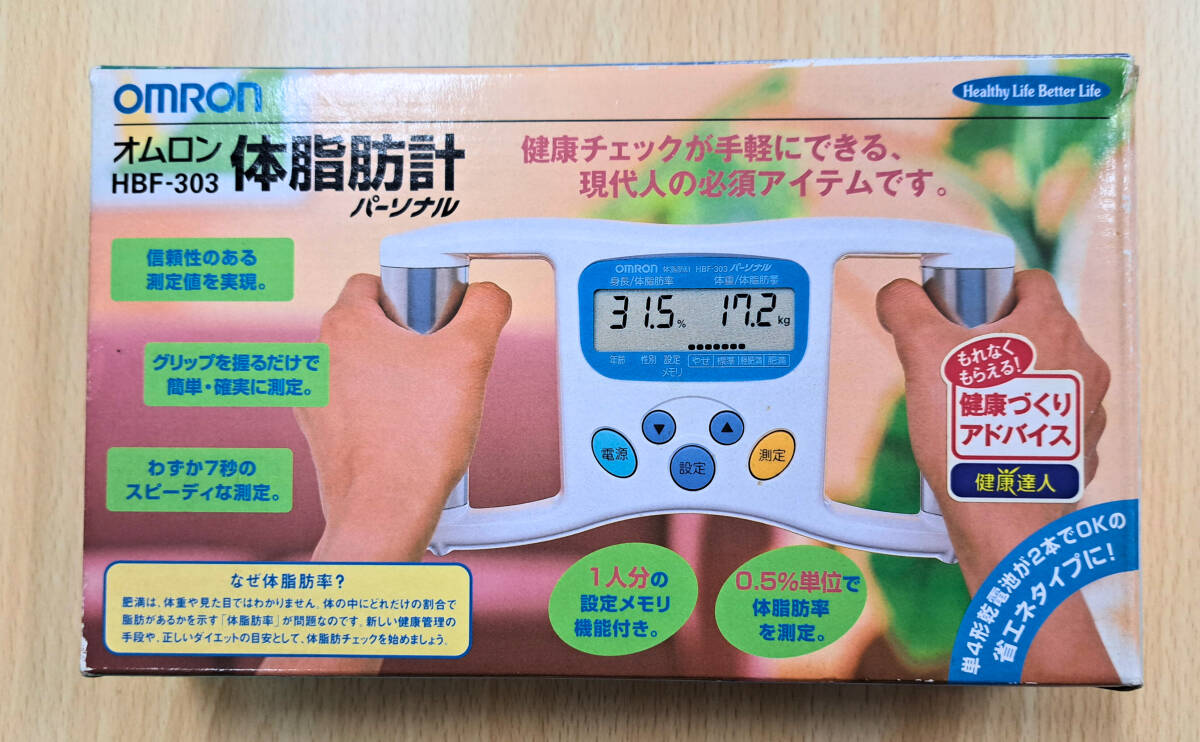 OMRON
Healthy Life Better Life
オムロン
HBF-303
体脂肪計
パーソナル
健康チェックが手軽にできる、
現代人の必須アイテムです。
信頼性のある
測定値を実現。
グリップを握るだけで
簡単・確実に測定。
わずか7秒の
スピーディな測定。
OMRON 体脂肪計 HBF-303 パーソナル
身長/体脂肪率 体重/体脂肪量
31.5% 17.2kg
年齢 性別 設定 やせ 標準 軽肥満 肥満
メモリ
電源
▼
▲
設定
測定
もれなく
もらえる!
健康づくり
アドバイス
健康達人
なぜ体脂肪率?
肥満は、体重や見た目ではわかりません。体の中にどれだけの割合で
脂肪があるかを示す「体脂肪率」が問題なのです。新しい健康管理の
手段や、正しいダイエットの目安として、体脂肪チェックを始めましょう。
1人分の
設定メモリ
機能付き。
0.5%単位で
体脂肪率
を測定。
単4形乾電池が2本でOKの
省エネタイプに!